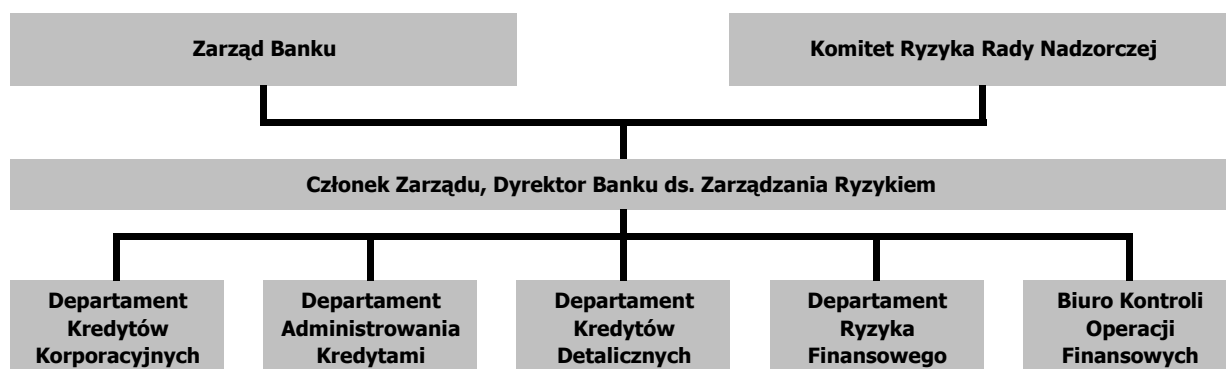 Zarząd Banku
Komitet Ryzyka Rady Nadzorczej
Członek Zarządu, Dyrektor Banku ds. Zarządzania Ryzykiem
Departament
Kredytów
Korporacyjnych
Departament
Administrowania
Kredytami
Departament
Kredytów
Detalicznych
Departament
Ryzyka
Finansowego
Biuro Kontroli
Operacji
Finansowych